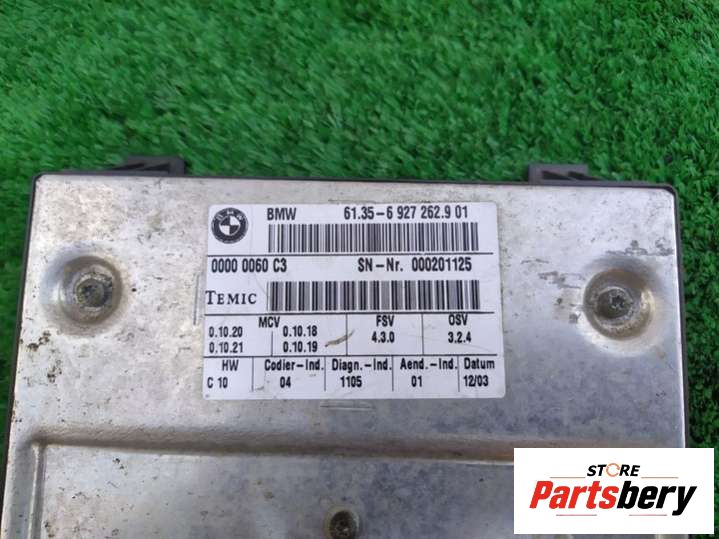 BMW 61.35-6 927 262.9 01
0000 0060 C3 SN-Nr. 000201125
TEMIC
MCV FSV OSV
0.10.20 0.10.18 4.3.0 3.2.4
0.10.21 0.10.19
HW Codier-Ind. Diagn.-Ind. Aend.-Ind. Datum
C 10 04 1105 01 12/03
STORE
Partsbery